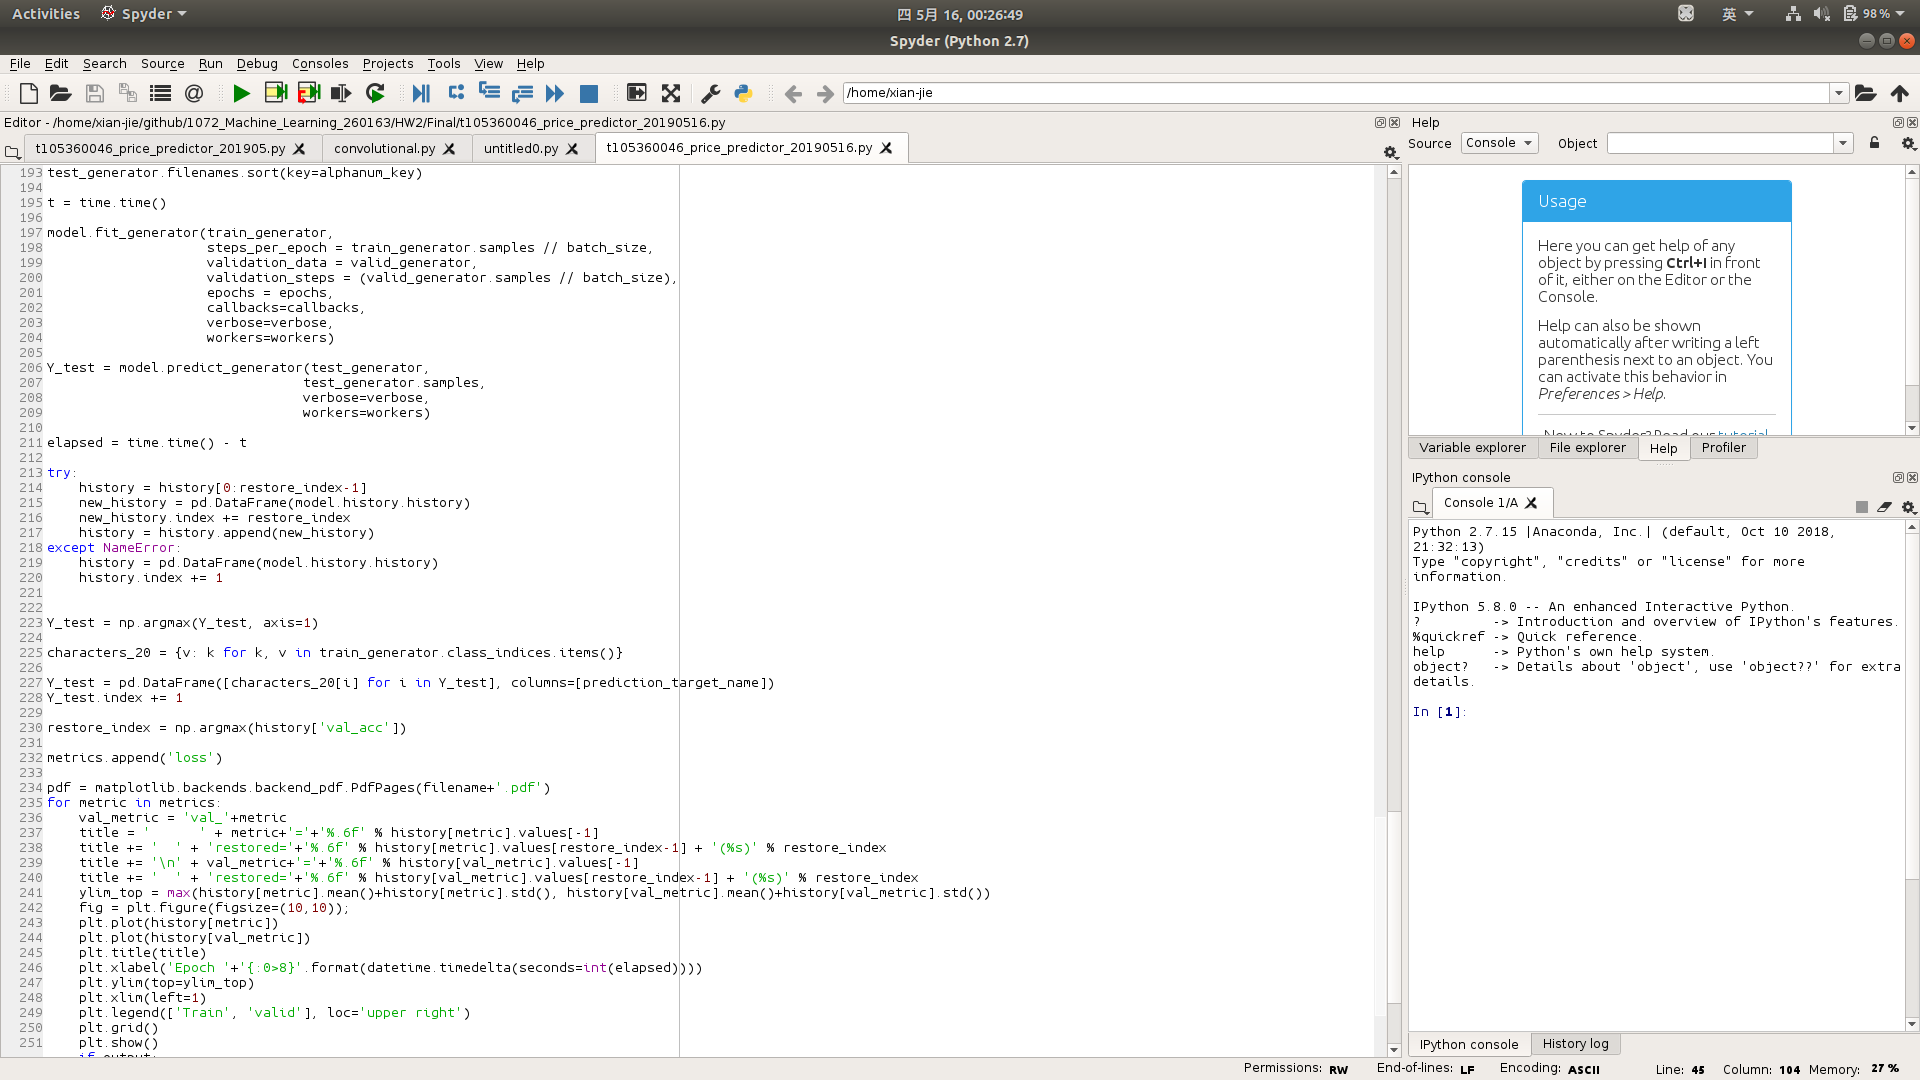 Activities Spyder 四 5月 16, 00:26:49 英 98%
Spyder (Python 2.7)
File Edit Search Source Run Debug Consoles Projects Tools View Help
/home/xian-jie
Editor - /home/xian-jie/github/1072_Machine_Learning_260163/HW2/Final/t105360046_price_predictor_20190516.py
t105360046_price_predictor_201905.py convolutional.py untitled0.py t105360046_price_predictor_20190516.py
193 test_generator.filenames.sort(key=alphanum_key)
194
195 t = time.time()
196
197 model.fit_generator(train_generator,
198                     steps_per_epoch = train_generator.samples // batch_size,
199                     validation_data = valid_generator,
200                     validation_steps = (valid_generator.samples // batch_size),
201                     epochs = epochs,
202                     callbacks=callbacks,
203                     verbose=verbose,
204                     workers=workers)
205
206 Y_test = model.predict_generator(test_generator,
207                                 test_generator.samples,
208                                 verbose=verbose,
209                                 workers=workers)
210
211 elapsed = time.time() - t
212
213 try:
214     history = history[0:restore_index-1]
215     new_history = pd.DataFrame(model.history.history)
216     new_history.index += restore_index
217     history = history.append(new_history)
218 except NameError:
219     history = pd.DataFrame(model.history.history)
220     history.index += 1
221
222
223 Y_test = np.argmax(Y_test, axis=1)
224
225 characters_20 = {v: k for k, v in train_generator.class_indices.items()}
226
227 Y_test = pd.DataFrame([characters_20[i] for i in Y_test], columns=[prediction_target_name])
228 Y_test.index += 1
229
230 restore_index = np.argmax(history['val_acc'])
231
232 metrics.append('loss')
233
234 pdf = matplotlib.backends.backend_pdf.PdfPages(filename+'.pdf')
235 for metric in metrics:
236     val_metric = 'val_'+metric
237     title = '      ' + metric+'='+'%.6f' % history[metric].values[-1]
238     title += '  ' + 'restored='+'%.6f' % history[metric].values[restore_index-1] + '(%s)' % restore_index
239     title += '\n' + val_metric+'='+'%.6f' % history[val_metric].values[-1]
240     title += '  ' + 'restored='+'%.6f' % history[val_metric].values[restore_index-1] + '(%s)' % restore_index
241     ylim_top = max(history[metric].mean()+history[metric].std(), history[val_metric].mean()+history[val_metric].std())
242     fig = plt.figure(figsize=(10,10));
243     plt.plot(history[metric])
244     plt.plot(history[val_metric])
245     plt.title(title)
246     plt.xlabel('Epoch '+'{:0>8}'.format(datetime.timedelta(seconds=int(elapsed))))
247     plt.ylim(top=ylim_top)
248     plt.xlim(left=1)
249     plt.legend(['Train', 'valid'], loc='upper right')
250     plt.grid()
251     plt.show()
if output:
Help
Source Console Object
Usage
Here you can get help of any
object by pressing Ctrl+I in front
of it, either on the Editor or the
Console.
Help can also be shown
automatically after writing a left
parenthesis next to an object. You
can activate this behavior in
Preferences > Help.
New to Spyder? Read our tutorial
Variable explorer File explorer Help Profiler
IPython console
Console 1/A
Python 2.7.15 |Anaconda, Inc.| (default, Oct 10 2018,
21:32:13)
Type "copyright", "credits" or "license" for more
information.
IPython 5.8.0 -- An enhanced Interactive Python.
?         -> Introduction and overview of IPython's features.
%quickref -> Quick reference.
help      -> Python's own help system.
object?   -> Details about 'object', use 'object??' for extra
details.
In [1]:
IPython console History log
Permissions: RW End-of-lines: LF Encoding: ASCII Line: 45 Column: 104 Memory: 27 %